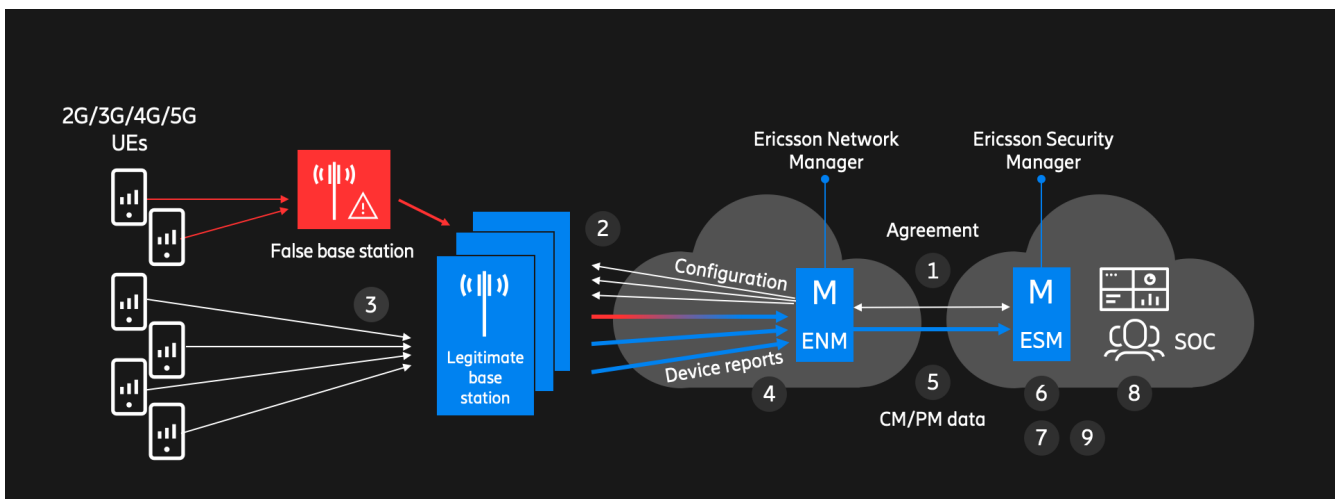 2G/3G/4G/5G
UEs
False base station
3
Legitimate
base
station
2
Configuration
Device reports
4
Ericsson Network
Manager
M
ENM
Agreement
1
5
CM/PM data
Ericsson Security
Manager
M
ESM
SOC
6
7
9
8